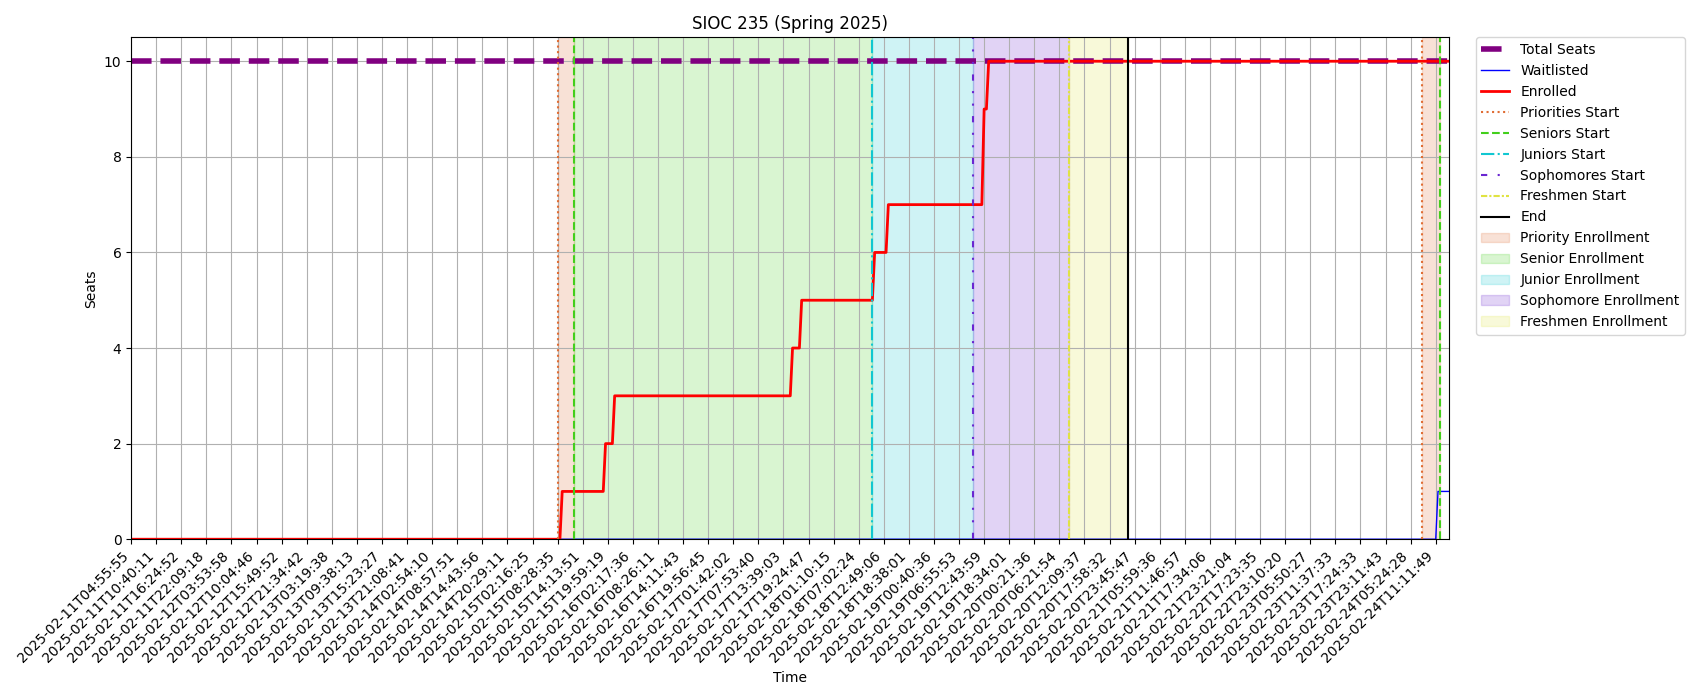 SIOC 235 (Spring 2025)
10
8
6
4
2
0
Seats
2025-02-11T04:55:55
2025-02-11T10:40:11
2025-02-11T16:24:52
2025-02-11T22:09:18
2025-02-12T03:53:58
2025-02-12T10:04:46
2025-02-12T15:49:52
2025-02-12T21:34:42
2025-02-13T03:19:38
2025-02-13T09:38:13
2025-02-13T15:23:27
2025-02-13T21:08:41
2025-02-14T02:54:10
2025-02-14T08:57:51
2025-02-14T14:43:56
2025-02-14T20:29:11
2025-02-15T02:16:25
2025-02-15T08:28:35
2025-02-15T14:13:51
2025-02-15T19:59:19
2025-02-16T02:17:36
2025-02-16T08:26:11
2025-02-16T14:11:43
2025-02-16T19:56:45
2025-02-17T01:42:02
2025-02-17T07:53:40
2025-02-17T13:39:03
2025-02-17T19:24:47
2025-02-18T01:10:15
2025-02-18T07:02:24
2025-02-18T12:49:06
2025-02-18T18:38:01
2025-02-19T00:40:36
2025-02-19T06:55:53
2025-02-19T12:43:59
2025-02-19T18:34:01
2025-02-20T00:21:36
2025-02-20T06:21:54
2025-02-20T12:09:37
2025-02-20T17:58:32
2025-02-20T23:45:47
2025-02-21T05:59:36
2025-02-21T11:46:57
2025-02-21T17:34:06
2025-02-21T23:21:04
2025-02-22T17:23:35
2025-02-22T23:10:20
2025-02-23T05:50:27
2025-02-23T11:37:33
2025-02-23T17:24:33
2025-02-23T23:11:43
2025-02-24T05:24:28
2025-02-24T11:11:49
Time
Total Seats
Waitlisted
Enrolled
Priorities Start
Seniors Start
Juniors Start
Sophomores Start
Freshmen Start
End
Priority Enrollment
Senior Enrollment
Junior Enrollment
Sophomore Enrollment
Freshmen Enrollment